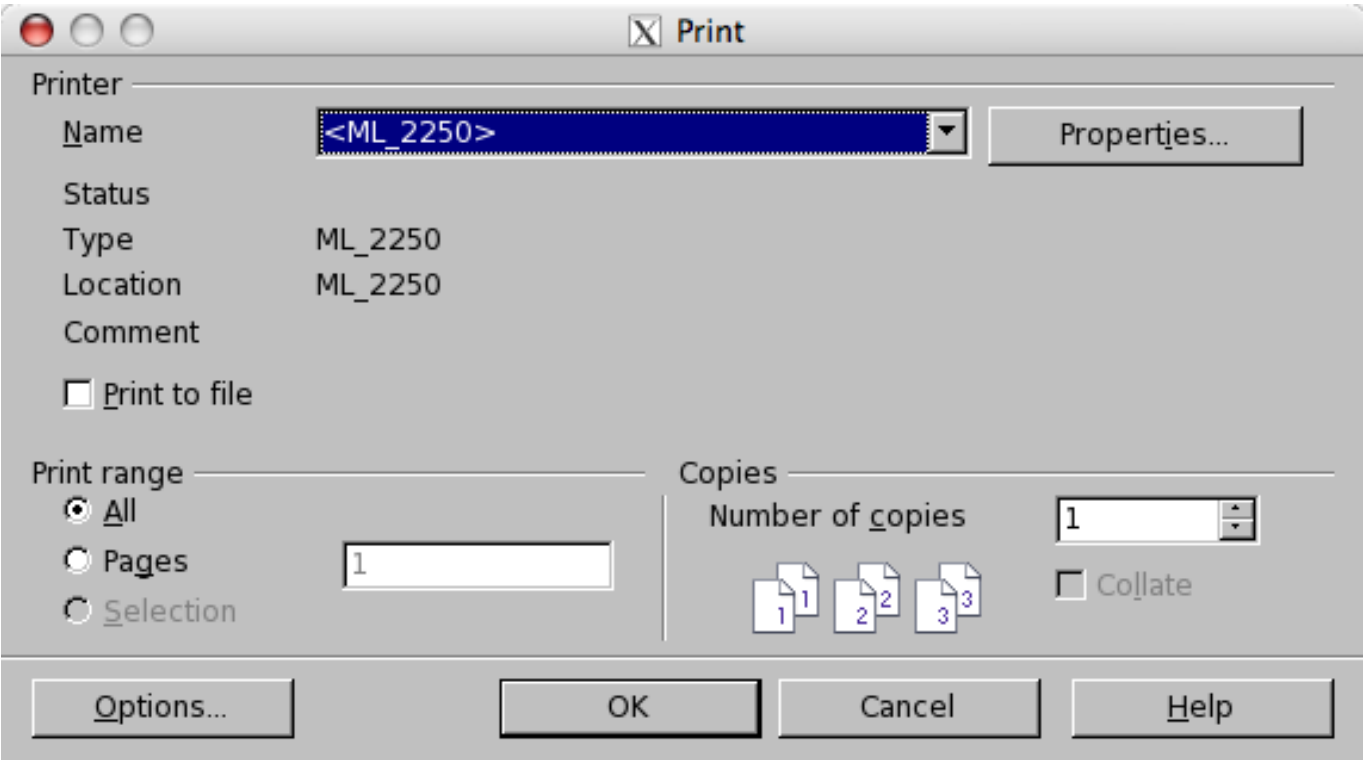 X Print
Printer
Name <ML_2250> Properties...
Status
Type ML_2250
Location ML_2250
Comment
Print to file
Print range Copies
All Number of copies 1
Pages 1 Collate
1 1 2 2 3 3
Selection
Options... OK Cancel Help